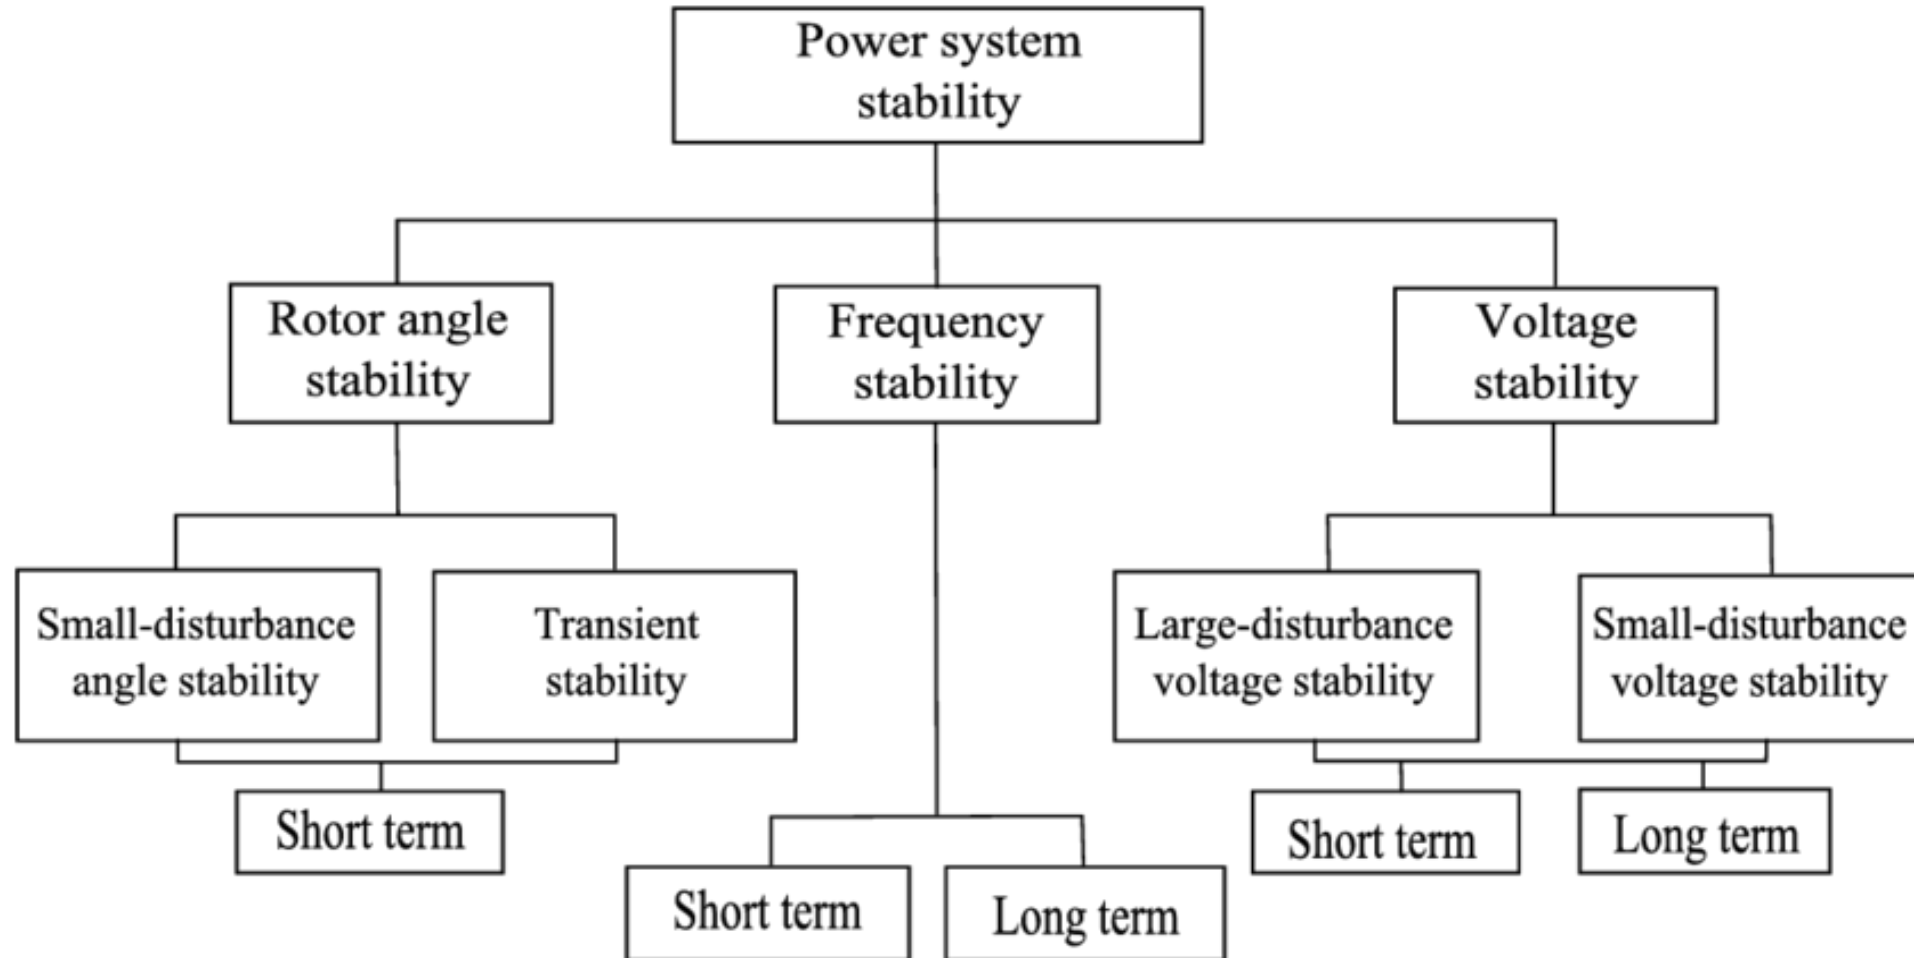 Power system
stability
Rotor angle
stability
Frequency
stability
Voltage
stability
Small-disturbance
angle stability
Transient
stability
Large-disturbance
voltage stability
Small-disturbance
voltage stability
Short term
Short term
Long term
Short term
Long term